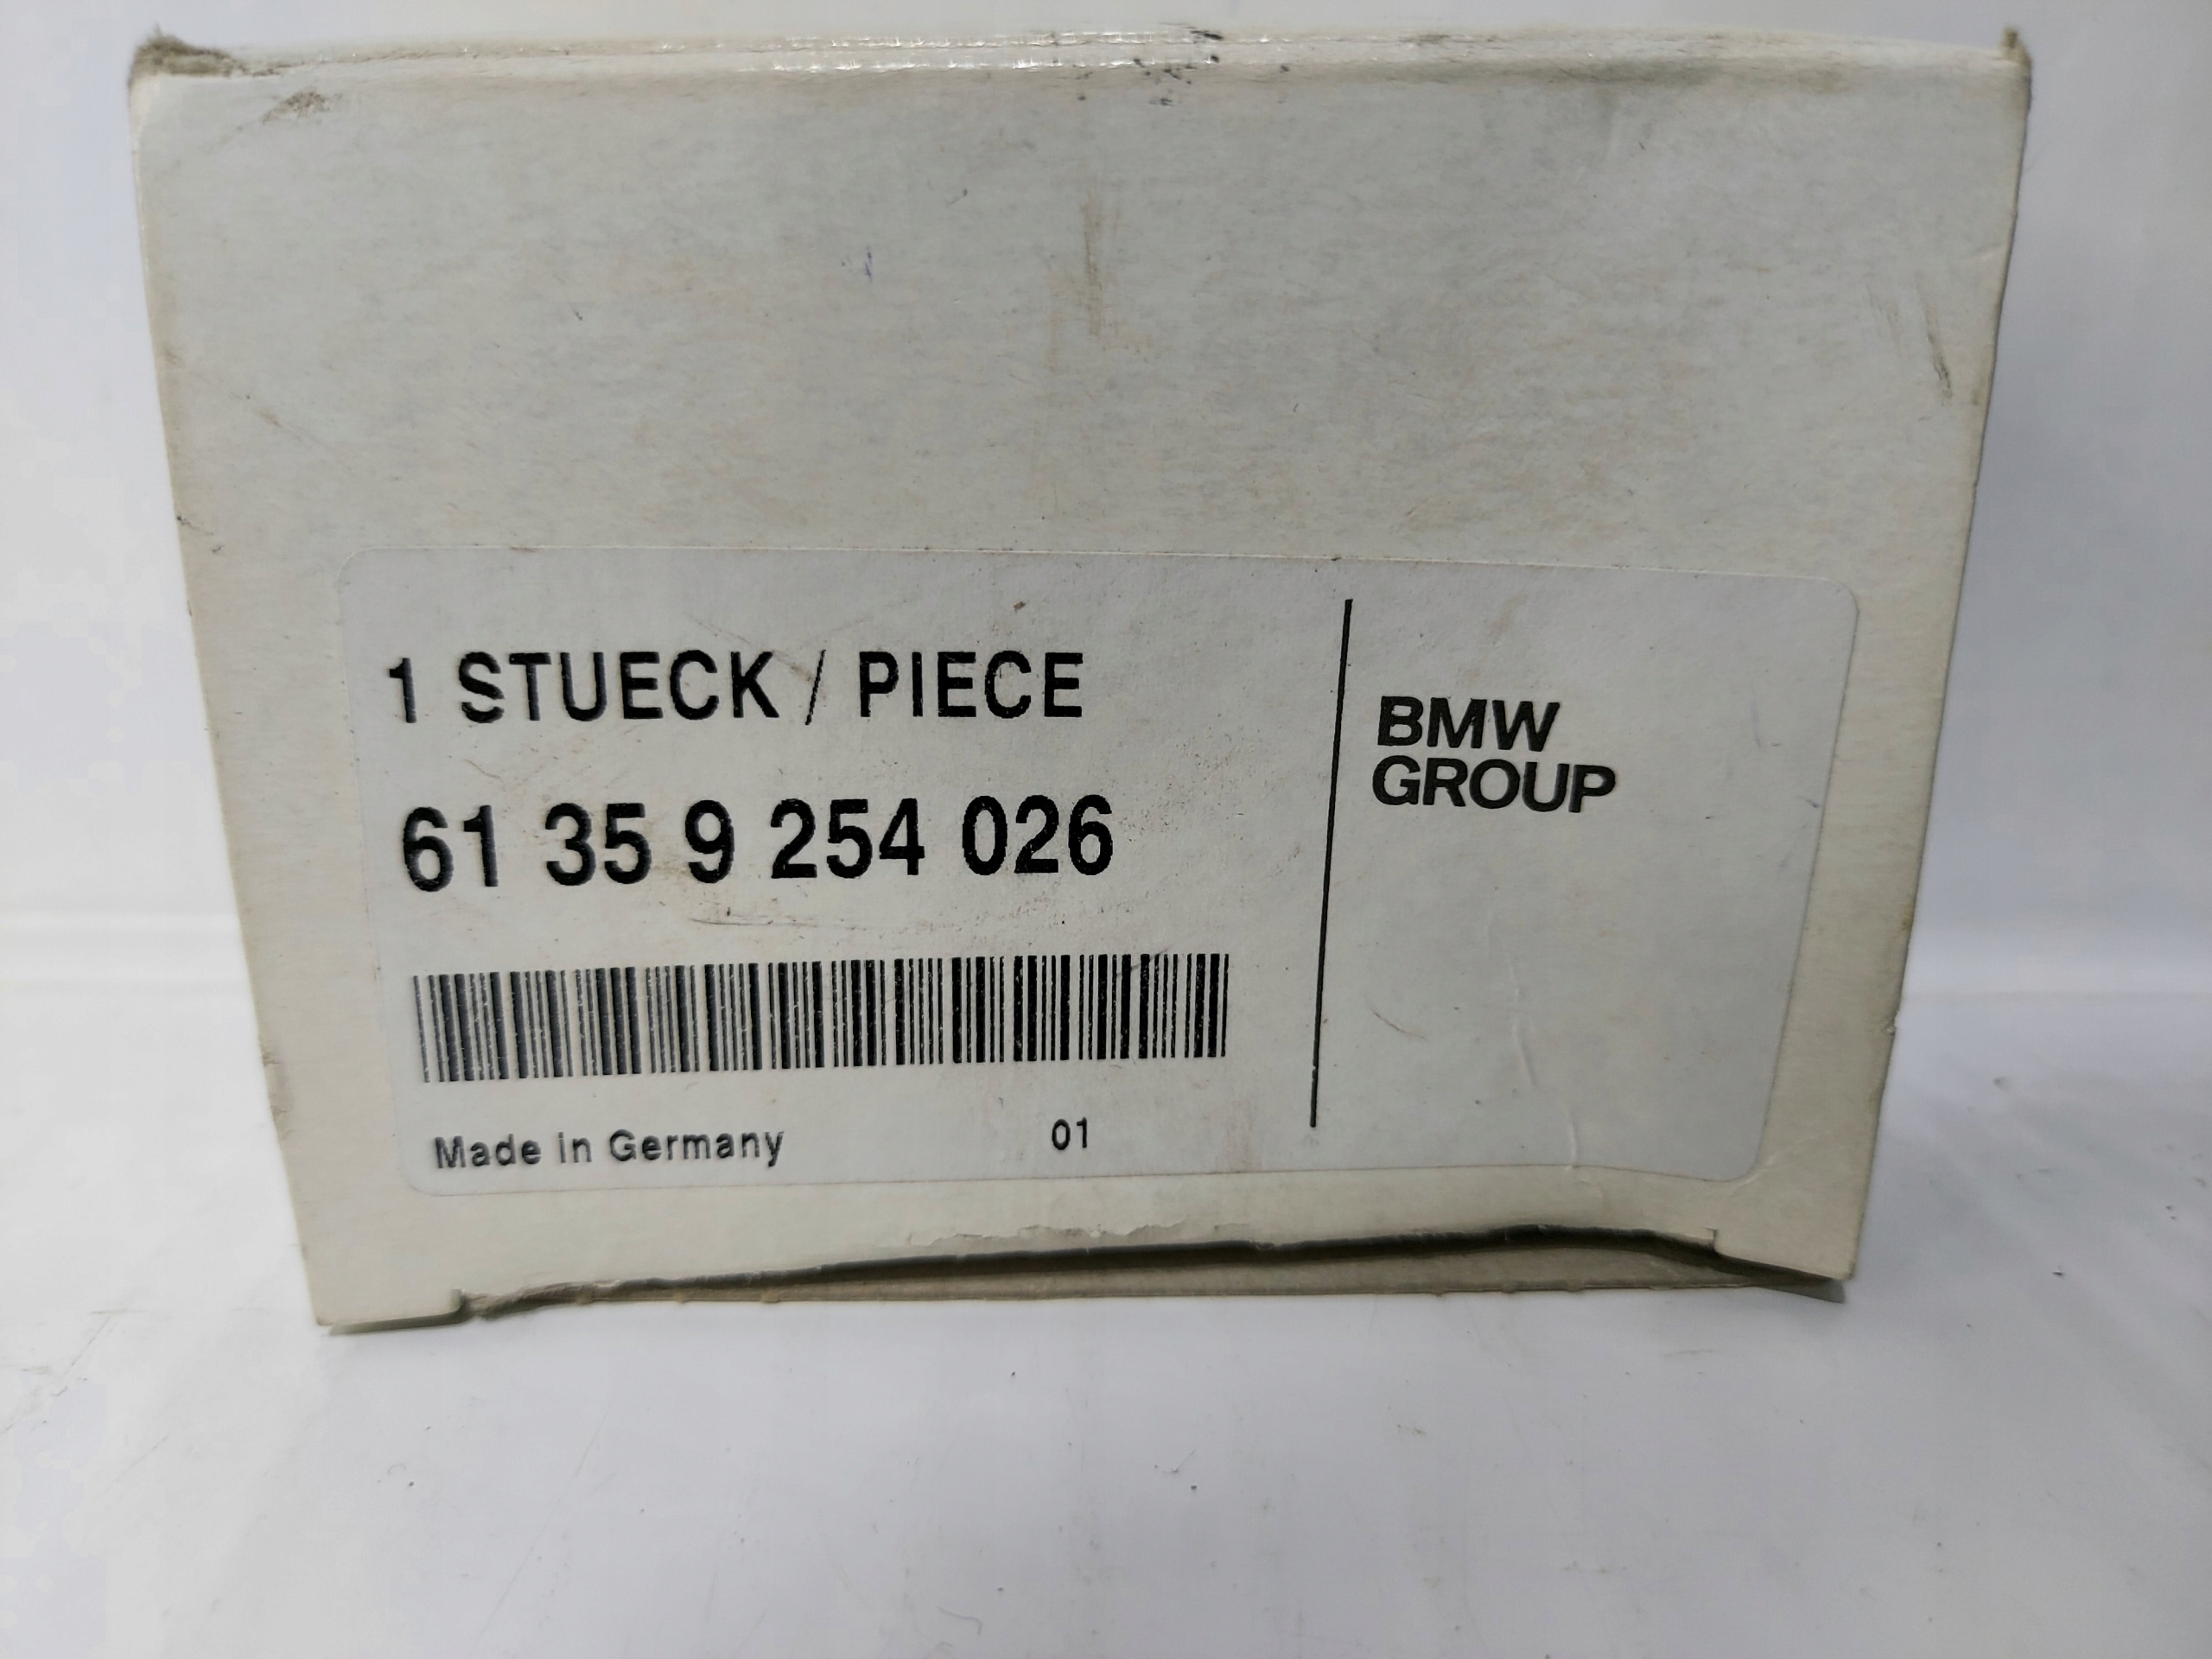 1 STUECK / PIECE
61 35 9 254 026
Made in Germany
01
BMW
GROUP